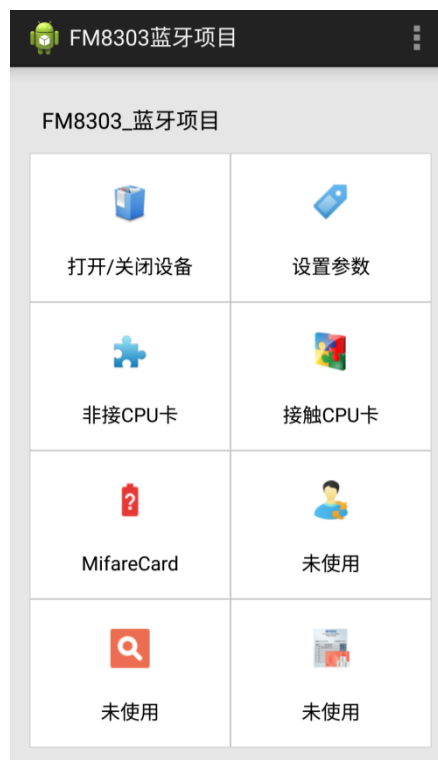 FM8303蓝牙项目
FM8303_蓝牙项目
打开/关闭设备
设置参数
非接CPU卡
接触CPU卡
MifareCard
未使用
未使用
未使用